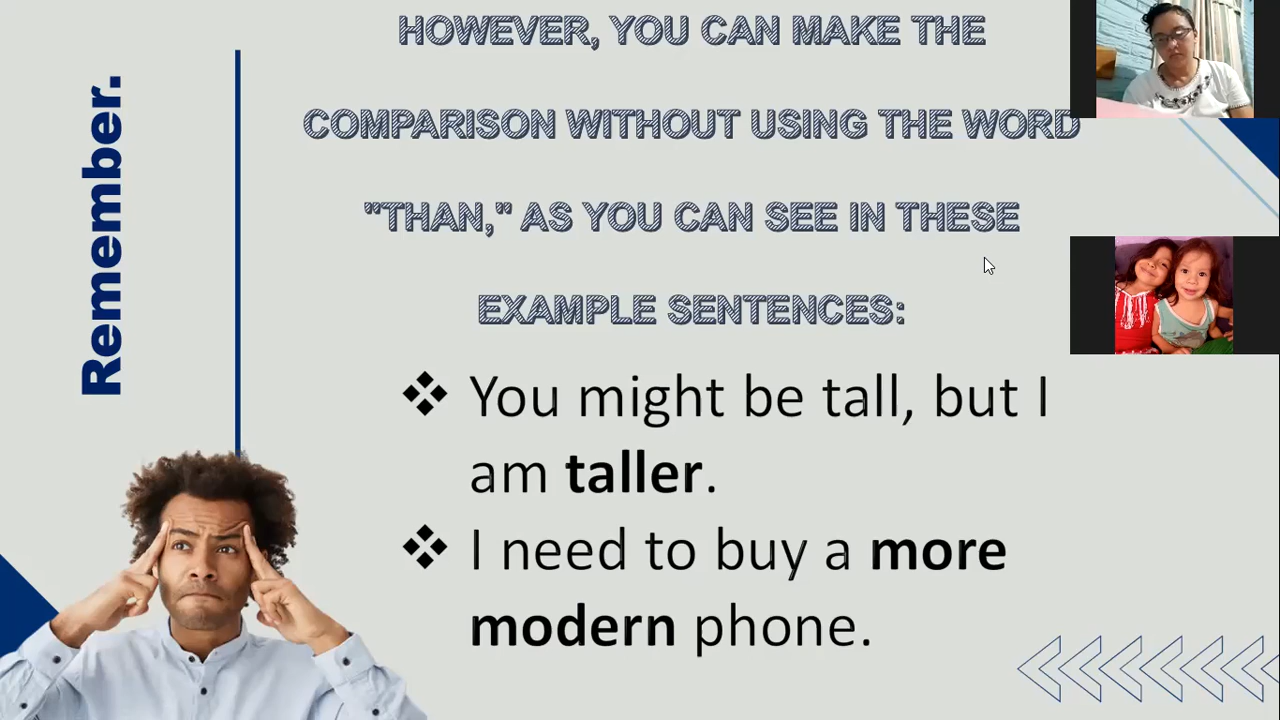 Remember.
HOWEVER, YOU CAN MAKE THE
COMPARISON WITHOUT USING THE WORD
"THAN," AS YOU CAN SEE IN THESE
EXAMPLE SENTENCES:
❖ You might be tall, but I
am taller.
❖ I need to buy a more
modern phone.